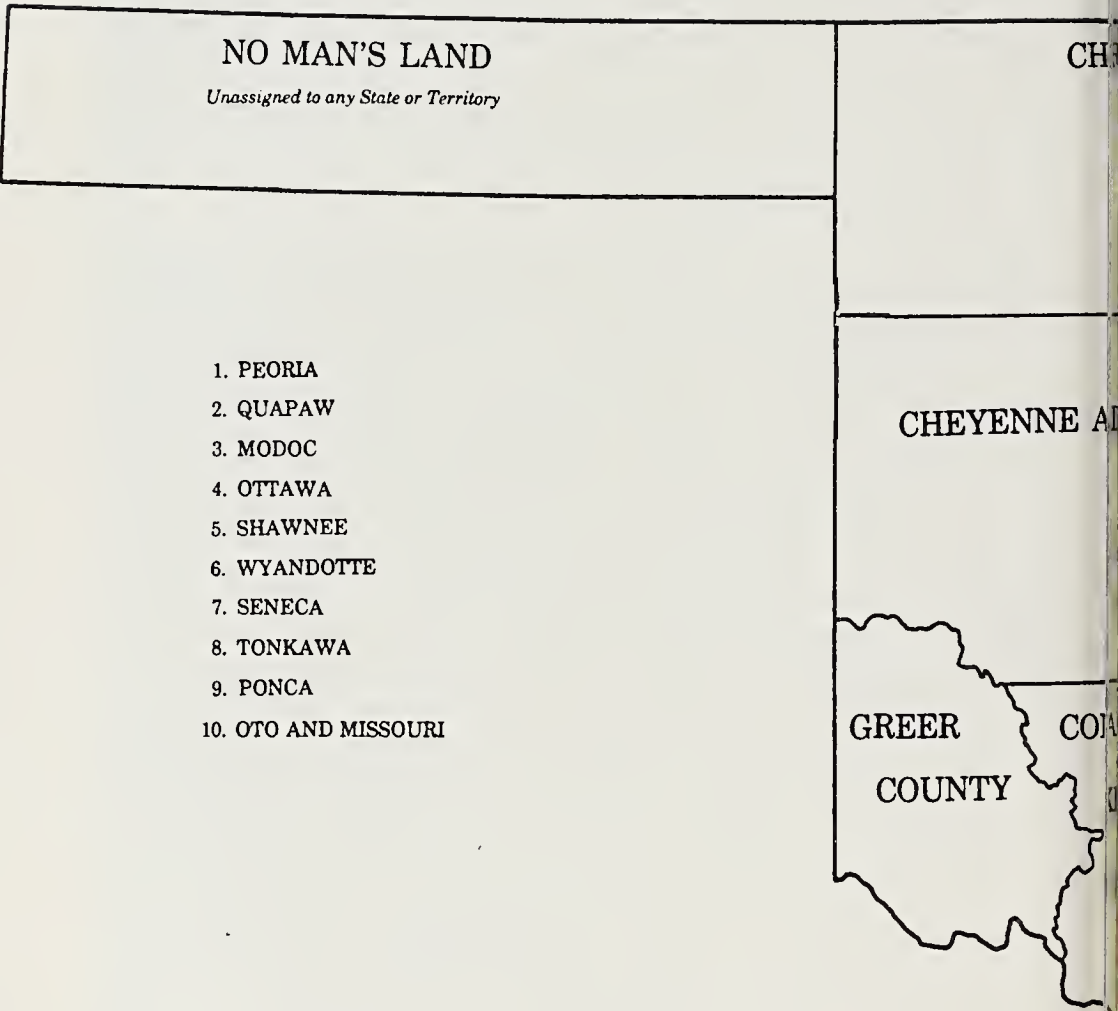 NO MAN'S LAND
Unassigned to any State or Territory
CHEYENNE
1. PEORIA
2. QUAPAW
3. MODOC
4. OTTAWA
5. SHAWNEE
6. WYANDOTTE
7. SENECA
8. TONKAWA
9. PONCA
10. OTO AND MISSOURI
GREER
COUNTY